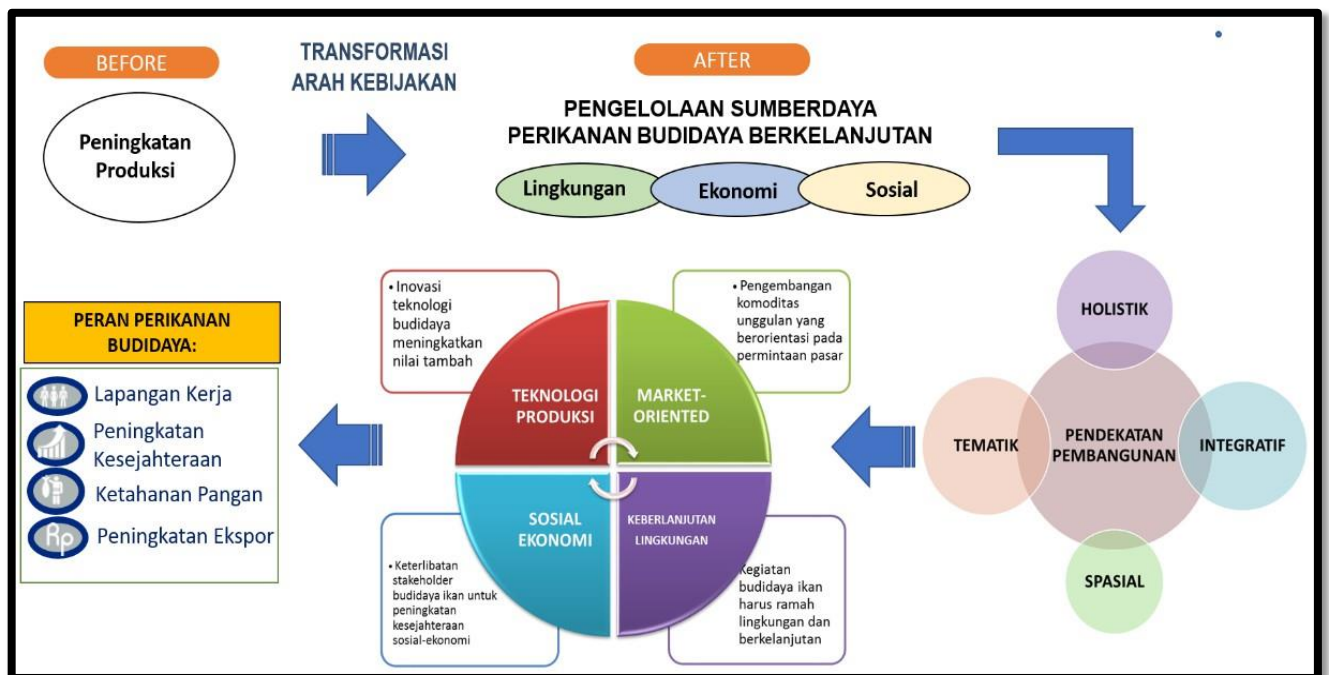 BEFORE
Peningkatan
Produksi
TRANSFORMASI
ARAH KEBIJAKAN
AFTER
PENGELOLAAN SUMBERDAYA
PERIKANAN BUDIDAYA BERKELANJUTAN
Lingkungan
Ekonomi
Sosial
HOLISTIK
TEMATIK
PENDEKATAN
PEMBANGUNAN
INTEGRATIF
SPASIAL
• Inovasi
teknologi
budidaya
meningkatkan
nilai tambah
• Pengembangan
komoditas
unggulan yang
berorientasi pada
permintaan pasar
TEKNOLOGI
PRODUKSI
MARKET-
ORIENTED
SOSIAL
EKONOMI
KEBERLANJUTAN
LINGKUNGAN
• Keterlibatan
stakeholder
budidaya ikan untuk
peningkatan
kesejahteraan
sosial-ekonomi
Kegiatan
budidaya ikan
harus ramah
lingkungan dan
berkelanjutan
PERAN PERIKANAN
BUDIDAYA:
Lapangan Kerja
Peningkatan
Kesejahteraan
Ketahanan Pangan
Rp
Peningkatan Ekspor